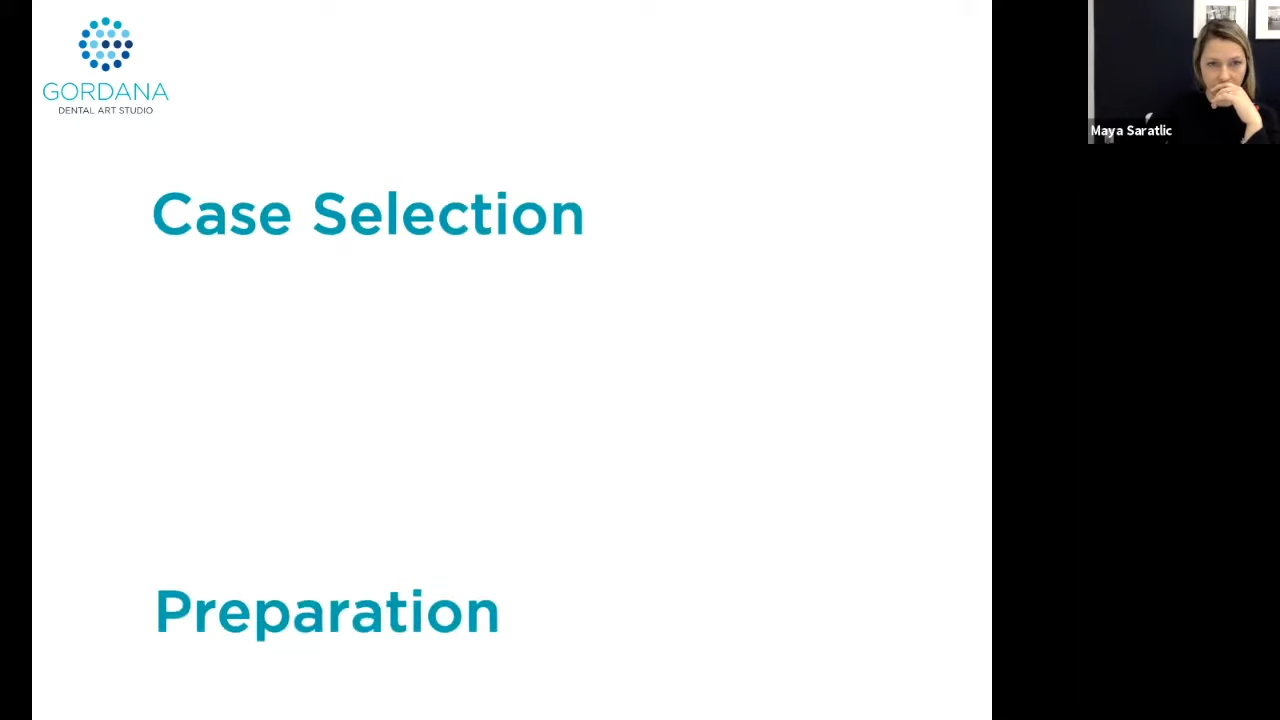 GORDANA
DENTAL ART STUDIO
Maya Saratlic
Case Selection
Preparation